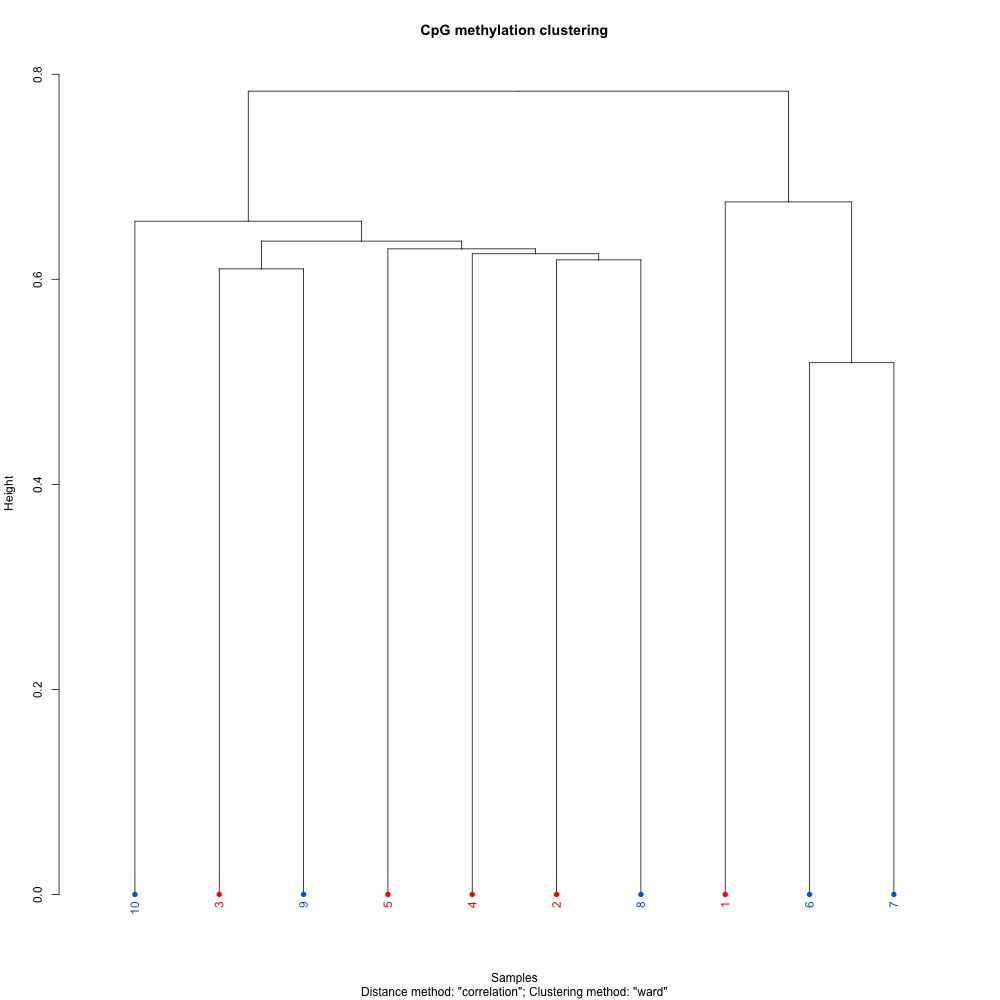 CpG methylation clustering
0.8
0.6
0.4
0.2
0.0
Height
10 3 9 5 4 2 8 1 6 7
Samples
Distance method: "correlation"; Clustering method: "ward"